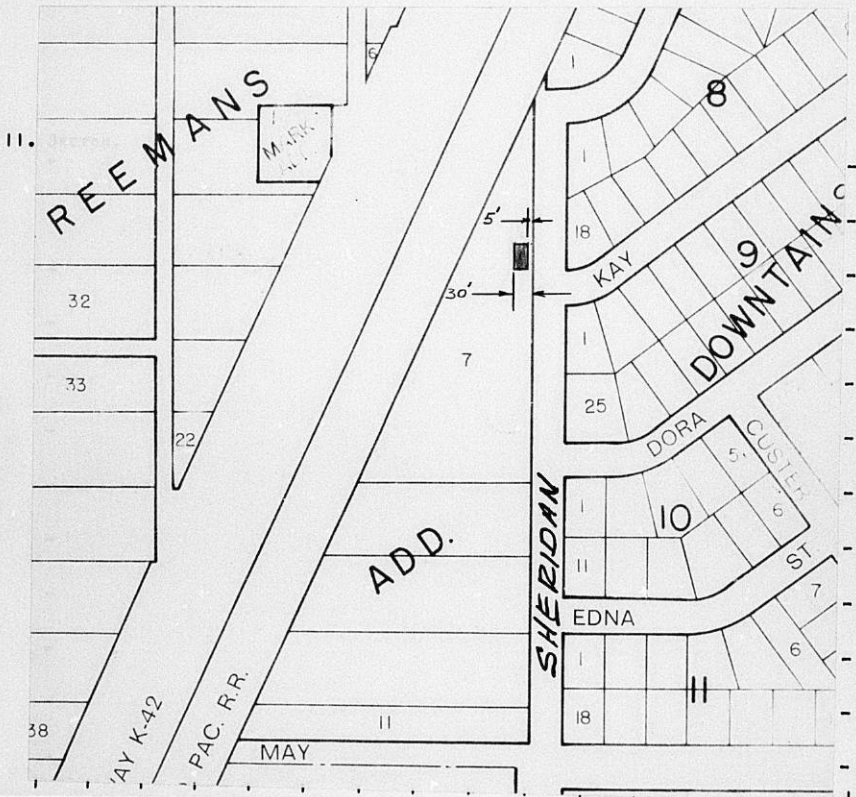 11.
REEMANS
MARK
6
1
8
1
18
5'
30'
KAY
9
DOWNTAIN
32
33
22
7
1
25
DORA
CUSTER
5
6
1
10
11
ADD.
SHERIDAN
EDNA
ST.
7
6
1
11
18
38
'AY K-42
PAC. R.R.
11
MAY